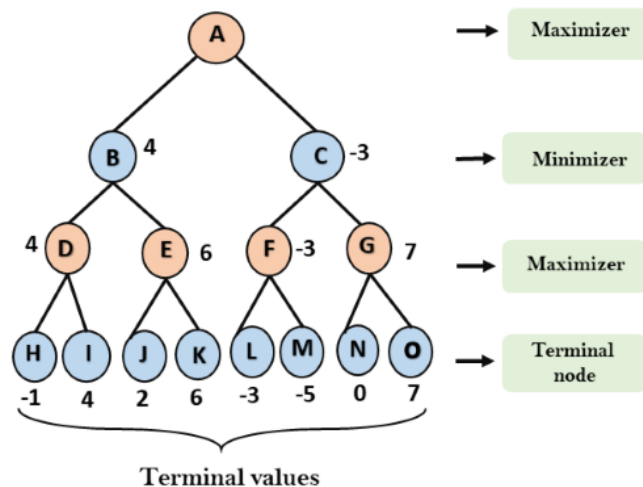 A
Maximizer
B 4 C -3
Minimizer
4 D E 6 F -3 G 7
Maximizer
H I J K L M N O
Terminal
node
-1 4 2 6 -3 -5 0 7
Terminal values